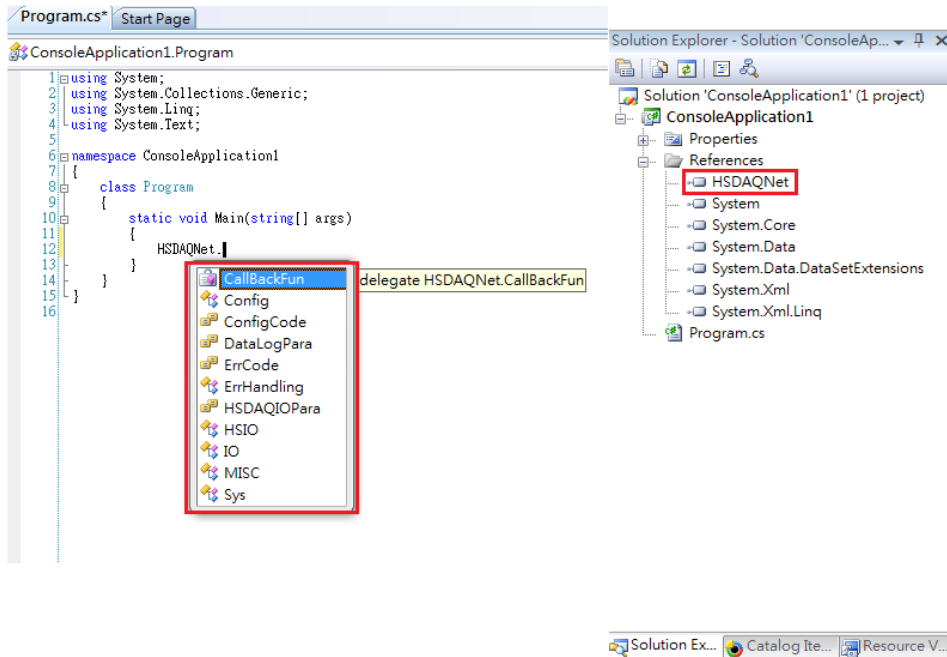 Program.cs* Start Page
ConsoleApplication1.Program
1 using System;
2 using System.Collections.Generic;
3 using System.Linq;
4 using System.Text;
5
6 namespace ConsoleApplication1
7 {
8 class Program
9 {
10 static void Main(string[] args)
11 {
12 HSDAQNet.
13 }
14 }
15 }
16
CallBackFun
Config
ConfigCode
DataLogPara
ErrCode
ErrHandling
HSDAQIOPara
HSIO
IO
MISC
Sys
delegate HSDAQNet.CallBackFun
Solution Explorer - Solution 'ConsoleAp...
Solution 'ConsoleApplication1' (1 project)
ConsoleApplication1
Properties
References
HSDAQNet
System
System.Core
System.Data
System.Data.DataSetExtensions
System.Xml
System.Xml.Linq
Program.cs
Solution Ex... Catalog Ite... Resource V...